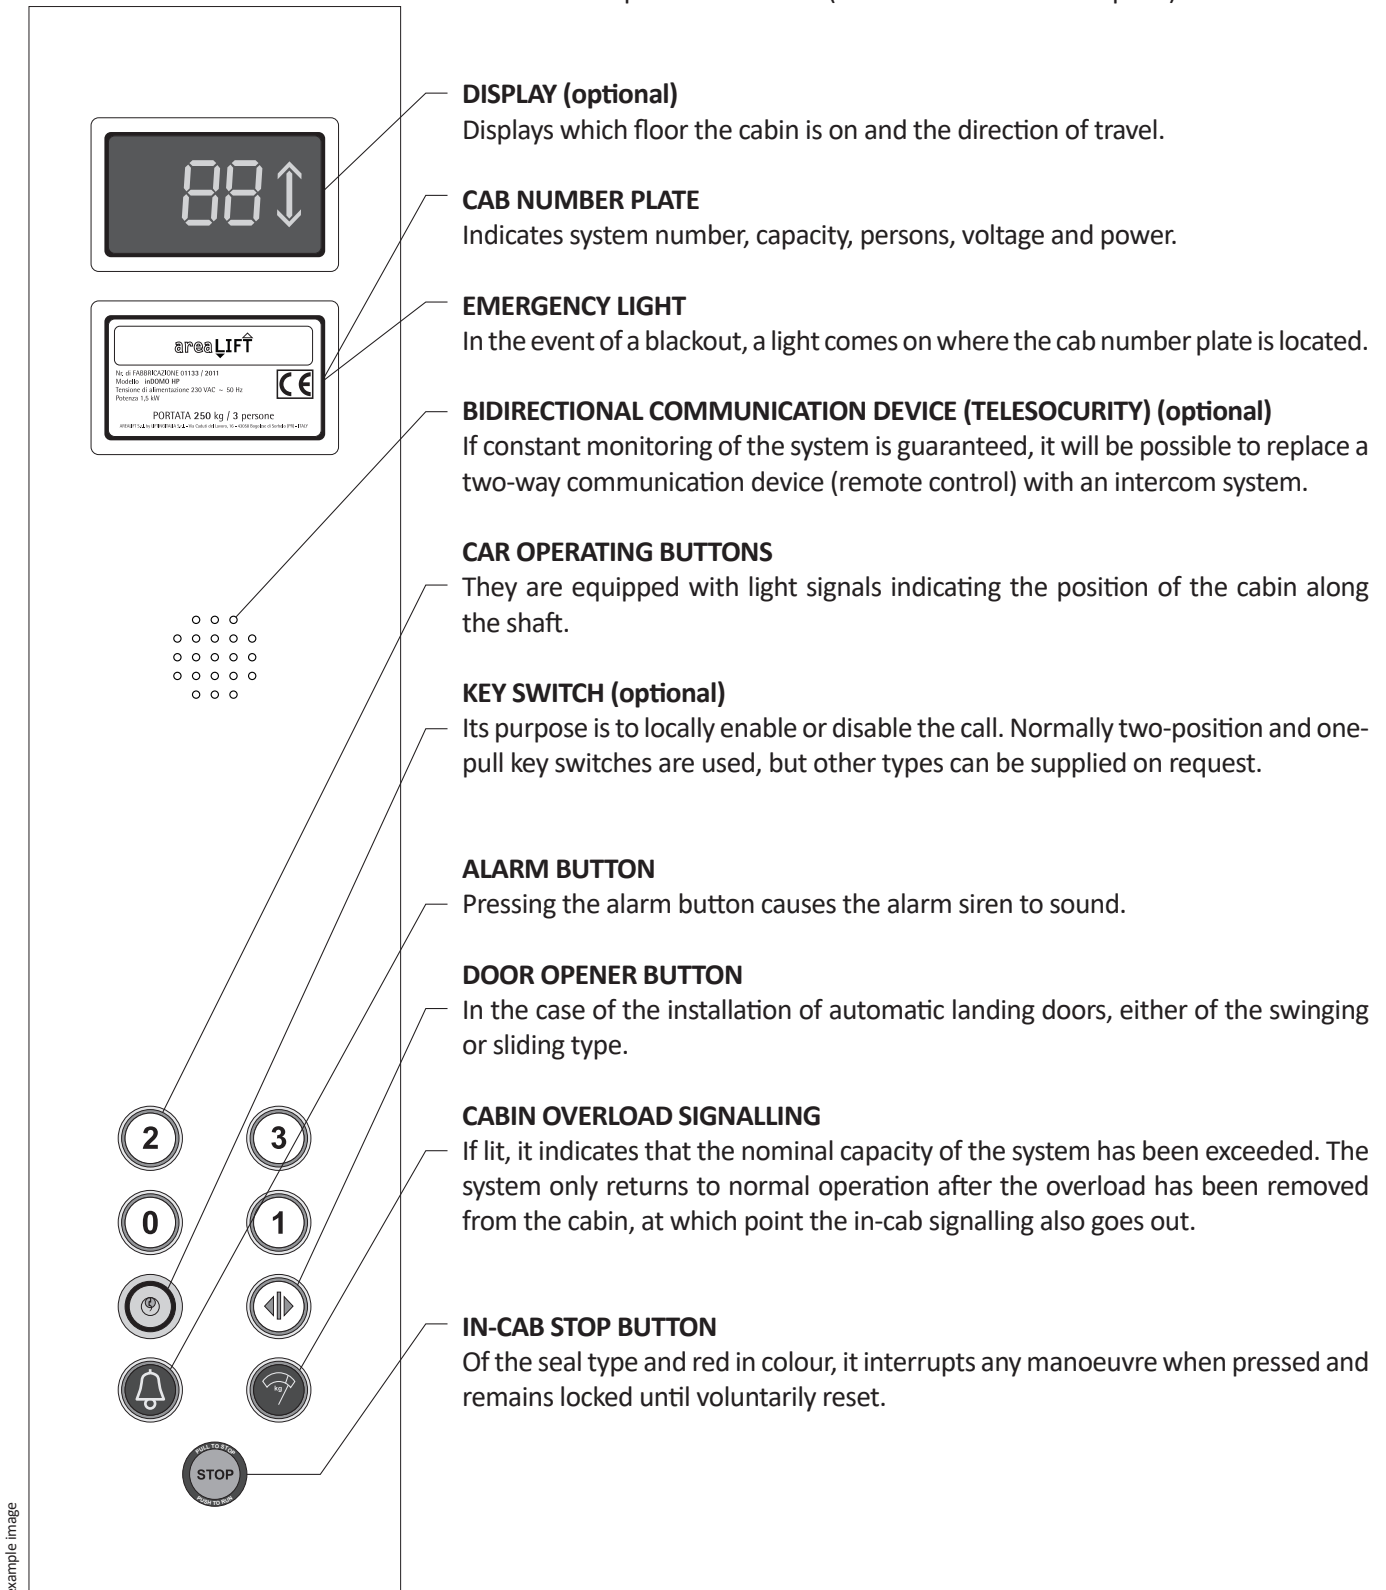 DISPLAY (optional)
Displays which floor the cabin is on and the direction of travel.
CAB NUMBER PLATE
Indicates system number, capacity, persons, voltage and power.
EMERGENCY LIGHT
In the event of a blackout, a light comes on where the cab number plate is located.
BIDIRECTIONAL COMMUNICATION DEVICE (TELESOCURITY) (optional)
If constant monitoring of the system is guaranteed, it will be possible to replace a
two-way communication device (remote control) with an intercom system.
CAR OPERATING BUTTONS
They are equipped with light signals indicating the position of the cabin along
the shaft.
KEY SWITCH (optional)
Its purpose is to locally enable or disable the call. Normally two-position and one-
pull key switches are used, but other types can be supplied on request.
ALARM BUTTON
Pressing the alarm button causes the alarm siren to sound.
DOOR OPENER BUTTON
In the case of the installation of automatic landing doors, either of the swinging
or sliding type.
CABIN OVERLOAD SIGNALLING
If lit, it indicates that the nominal capacity of the system has been exceeded. The
system only returns to normal operation after the overload has been removed
from the cabin, at which point the in-cab signalling also goes out.
IN-CAB STOP BUTTON
Of the seal type and red in colour, it interrupts any manoeuvre when pressed and
remains locked until voluntarily reset.
88
areaLIFT
Nr. di FABBRICAZIONE 01133 / 2011
Modello inDOMO HP
Tensione di alimentazione 230 VAC ~ 50 Hz
Potenza 1,5 kW
CE
PORTATA 250 kg / 3 persone
2
3
0
1
kg
PULL TO STOP
STOP
PUSH TO RUN
example image